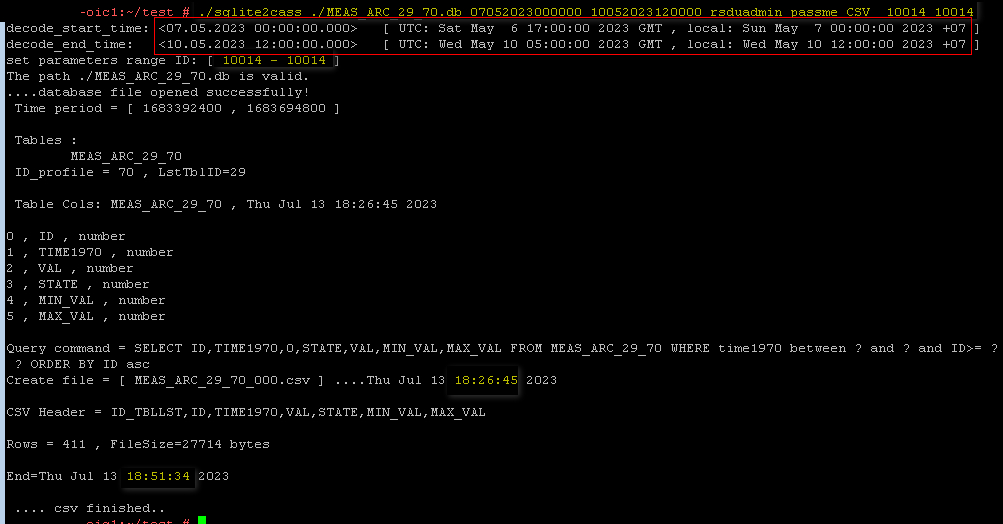 -oic1:~/test # ./sqlite2cass ./MEAS_ARC_29_70.db 07052023000000 10052023120000 rsduadmin passme CSV 10014 10014
decode_start_time: <07.05.2023 00:00:00.000> [ UTC: Sat May 6 17:00:00 2023 GMT , local: Sun May 7 00:00:00 2023 +07 ]
decode_end_time: <10.05.2023 12:00:00.000> [ UTC: Wed May 10 05:00:00 2023 GMT , local: Wed May 10 12:00:00 2023 +07 ]
set parameters range ID: [ 10014 - 10014 ]
The path ./MEAS_ARC_29_70.db is valid.
....database file opened successfully!
Time period = [ 1683392400 , 1683694800 ]
Tables :
MEAS_ARC_29_70
ID_profile = 70 , LstTblID=29
Table Cols: MEAS_ARC_29_70 , Thu Jul 13 18:26:45 2023
0 , ID , number
1 , TIME1970 , number
2 , VAL , number
3 , STATE , number
4 , MIN_VAL , number
5 , MAX_VAL , number
Query command = SELECT ID,TIME1970,0,STATE,VAL,MIN_VAL,MAX_VAL FROM MEAS_ARC_29_70 WHERE time1970 between ? and ? and ID>= ?
? ORDER BY ID asc
Create file = [ MEAS_ARC_29_70_000.csv ] ....Thu Jul 13 18:26:45 2023
CSV Header = ID_TBLLST,ID,TIME1970,VAL,STATE,MIN_VAL,MAX_VAL
Rows = 411 , FileSize=27714 bytes
End=Thu Jul 13 18:51:34 2023
.... csv finished..
-oic1:~/test #